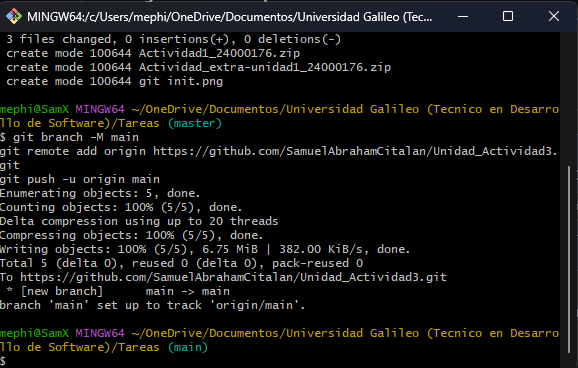 MINGW64:/c/Users/mephi/OneDrive/Documentos/Universidad Galileo (Tec...
3 files changed, 0 insertions(+), 0 deletions(-)
create mode 100644 Actividad1_24000176.zip
create mode 100644 Actividad_extra-unidad1_24000176.zip
create mode 100644 git init.png
mephi@SamX MINGW64 ~/OneDrive/Documentos/Universidad Galileo (Tecnico en Desarro
llo de Software)/Tareas (master)
$ git branch -M main
git remote add origin https://github.com/SamuelAbrahamCitalan/Unidad_Actividad3.
git
git push -u origin main
Enumerating objects: 5, done.
Counting objects: 100% (5/5), done.
Delta compression using up to 20 threads
Compressing objects: 100% (5/5), done.
Writing objects: 100% (5/5), 6.75 MiB | 382.00 KiB/s, done.
Total 5 (delta 0), reused 0 (delta 0), pack-reused 0
To https://github.com/SamuelAbrahamCitalan/Unidad_Actividad3.git
* [new branch]      main -> main
branch 'main' set up to track 'origin/main'.
mephi@SamX MINGW64 ~/OneDrive/Documentos/Universidad Galileo (Tecnico en Desarro
llo de Software)/Tareas (main)
$